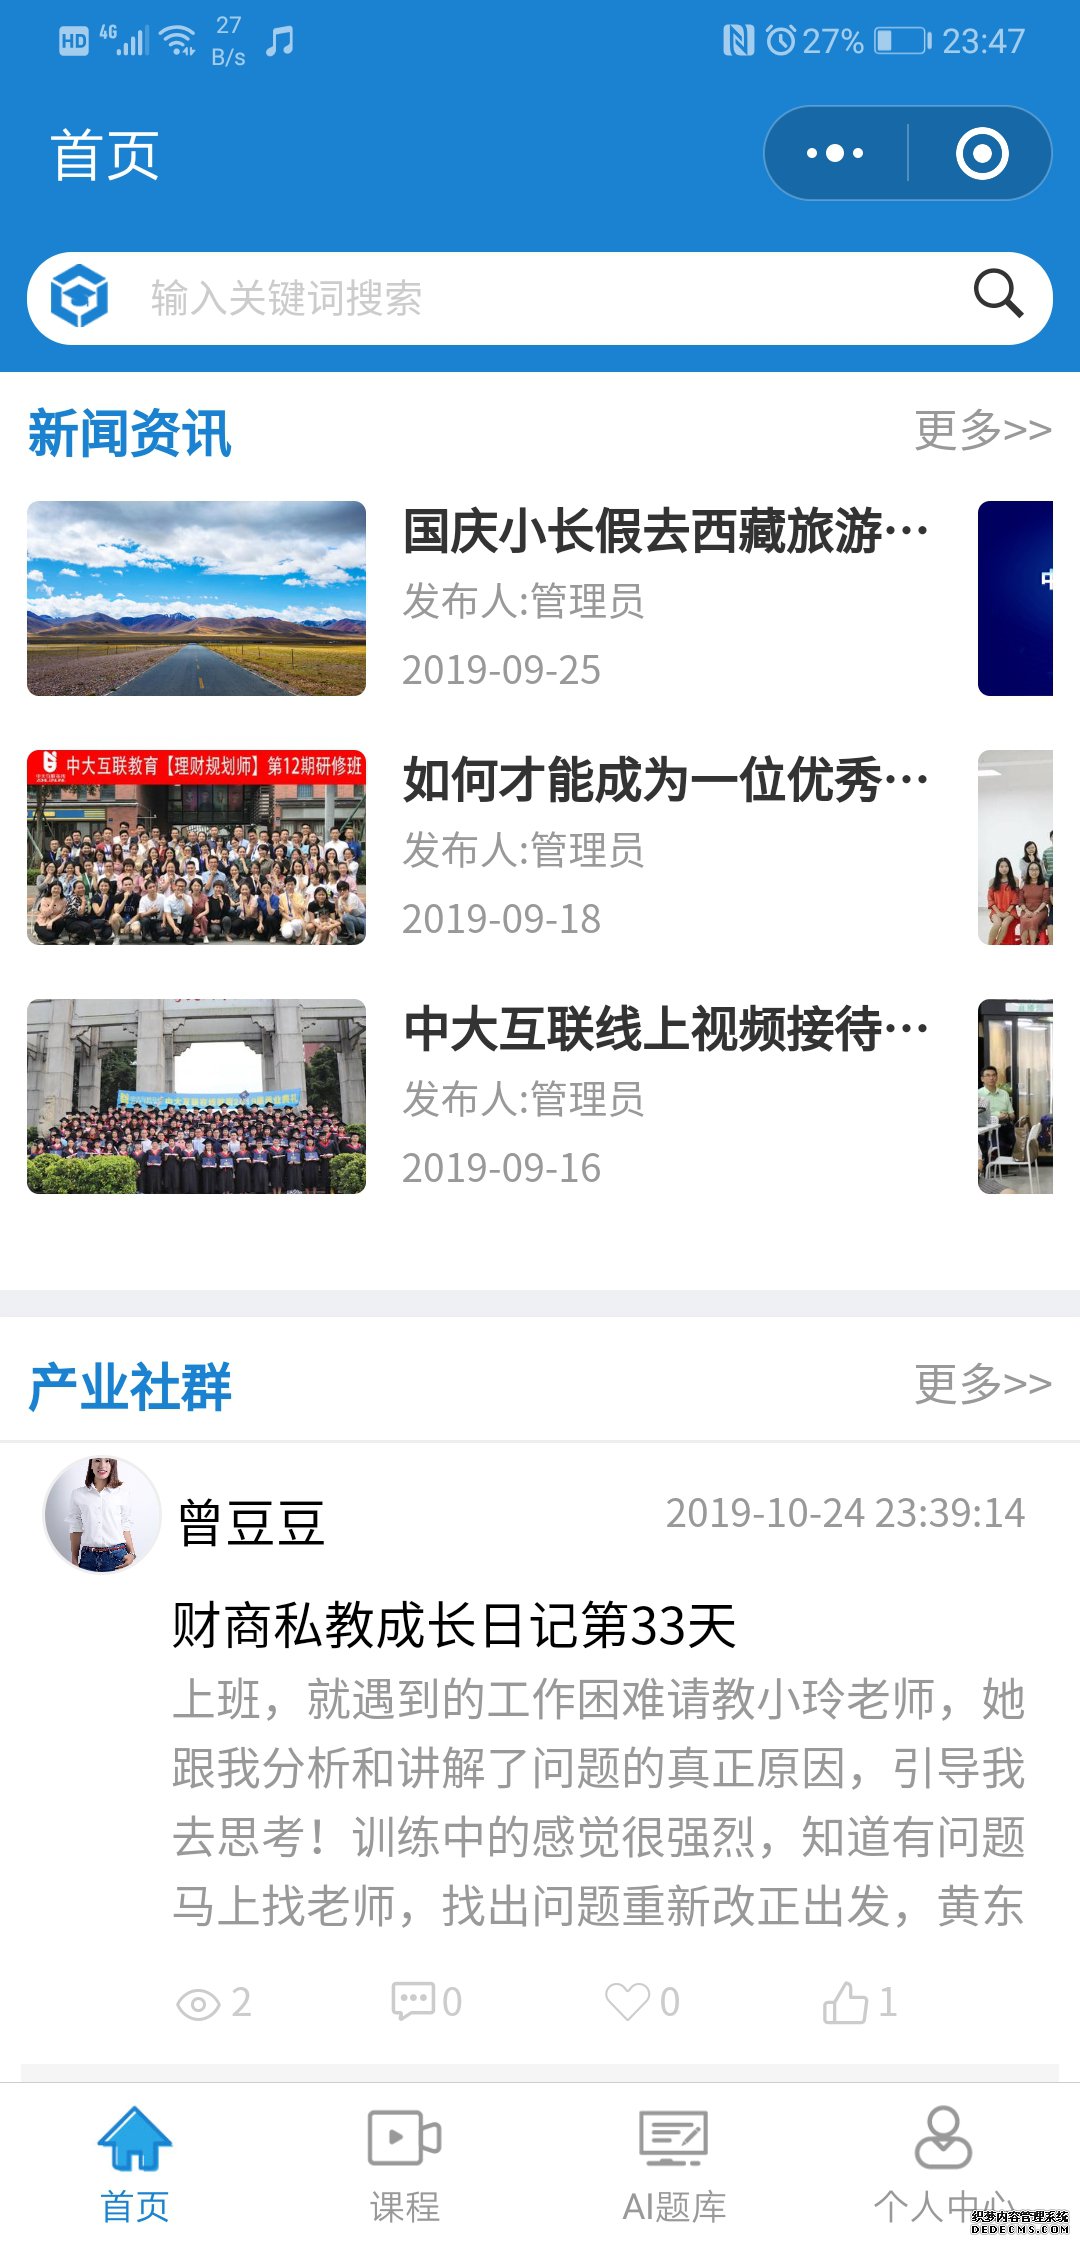 HD 4G 27 B/s 27% 23:47
首页
输入关键词搜索
新闻资讯 更多>>
国庆小长假去西藏旅游…
发布人:管理员
2019-09-25
中大互联教育【理财规划师】第12期研修班
如何才能成为一位优秀…
发布人:管理员
2019-09-18
中大互联线上视频接待…
发布人:管理员
2019-09-16
产业社群 更多>>
曾豆豆 2019-10-24 23:39:14
财商私教成长日记第33天
上班，就遇到的工作困难请教小玲老师，她
跟我分析和讲解了问题的真正原因，引导我
去思考！训练中的感觉很强烈，知道有问题
马上找老师，找出问题重新改正出发，黄东
2 0 0 1
首页 课程 AI题库 个人中心
织梦内容管理系统
DEDECMS.COM